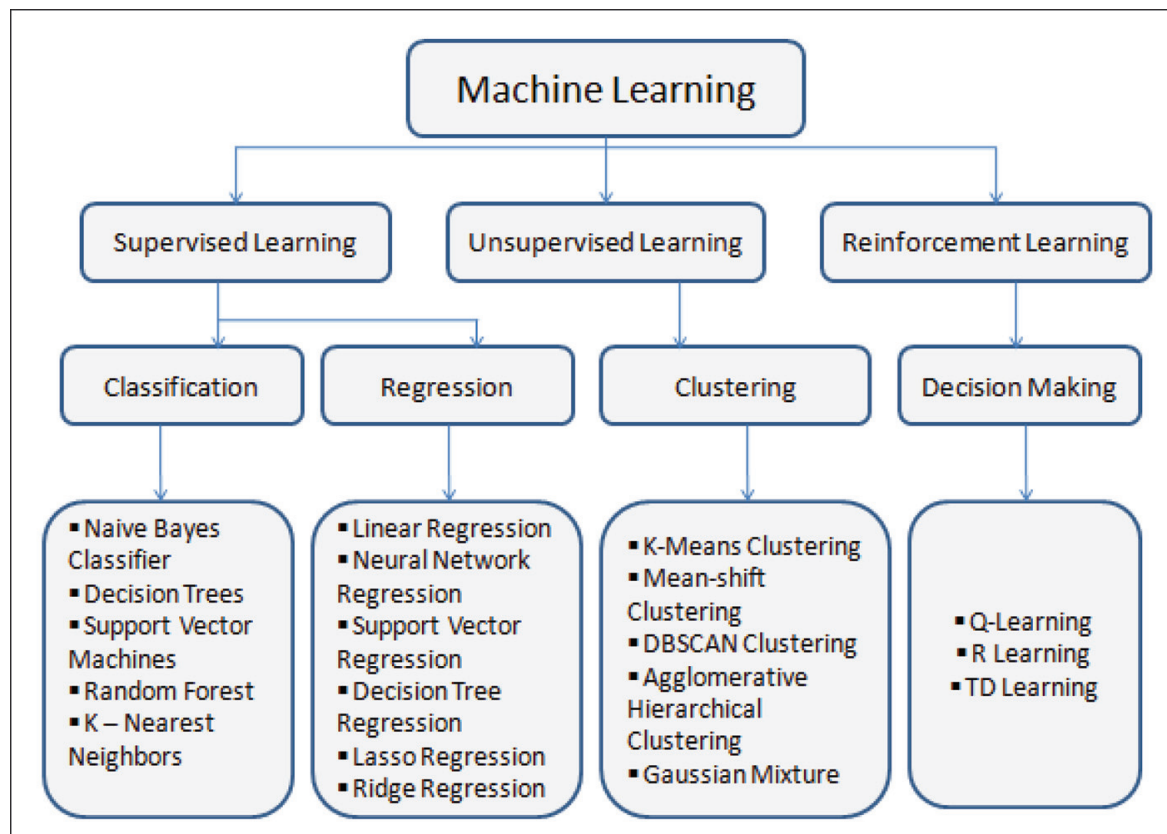 Machine Learning
Supervised Learning
Unsupervised Learning
Reinforcement Learning
Classification
Regression
Clustering
Decision Making
▪ Naive Bayes
Classifier
▪ Decision Trees
▪ Support Vector
Machines
▪ Random Forest
▪ K – Nearest
Neighbors
▪ Linear Regression
▪ Neural Network
Regression
▪ Support Vector
Regression
▪ Decision Tree
Regression
▪ Lasso Regression
▪ Ridge Regression
▪ K-Means Clustering
▪ Mean-shift
Clustering
▪ DBSCAN Clustering
▪ Agglomerative
Hierarchical
Clustering
▪ Gaussian Mixture
▪ Q-Learning
▪ R Learning
▪ TD Learning